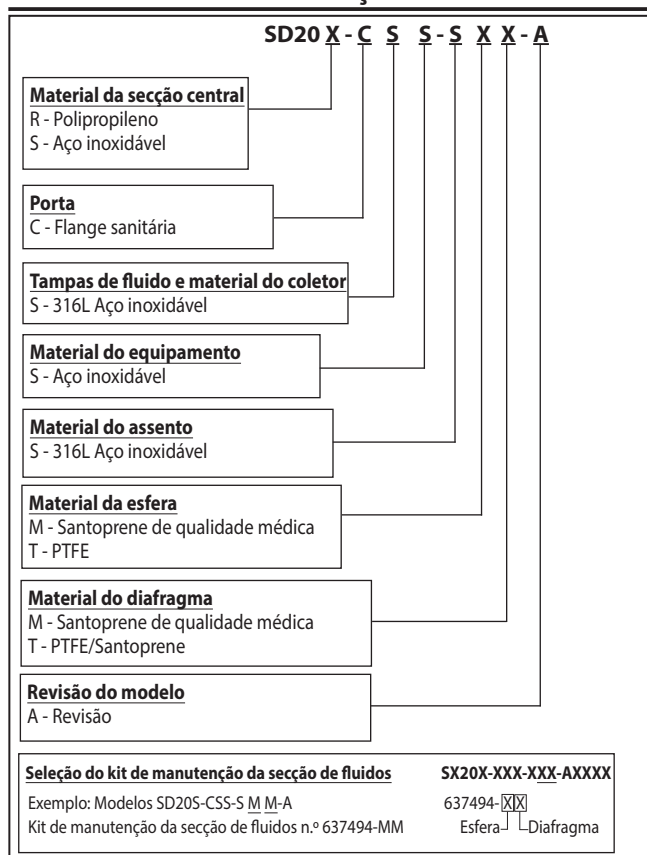 SD20 X - C S S - S X X - A
Material da secção central
R - Polipropileno
S - Aço inoxidável
Porta
C - Flange sanitária
Tampas de fluido e material do coletor
S - 316L Aço inoxidável
Material do equipamento
S - Aço inoxidável
Material do assento
S - 316L Aço inoxidável
Material da esfera
M - Santoprene de qualidade médica
T - PTFE
Material do diafragma
M - Santoprene de qualidade médica
T - PTFE/Santoprene
Revisão do modelo
A - Revisão
Seleção do kit de manutenção da secção de fluidos SX20X-XXX-XXX-AXXXX
Exemplo: Modelos SD20S-CSS-S M M-A 637494-XX
Kit de manutenção da secção de fluidos n.º 637494-MM Esfera Diafragma